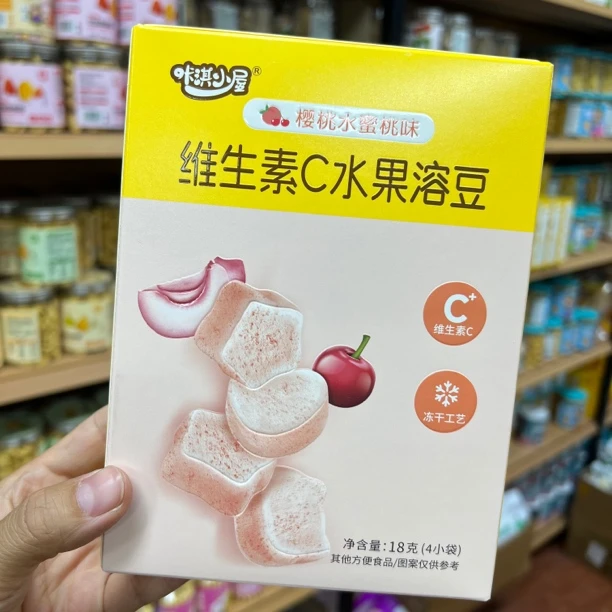 咔淇小屋®
樱桃水蜜桃味
维生素C水果溶豆
C+
维生素C
冻干工艺
净含量:18克(4小袋)
其他方便食品/图案仅供参考